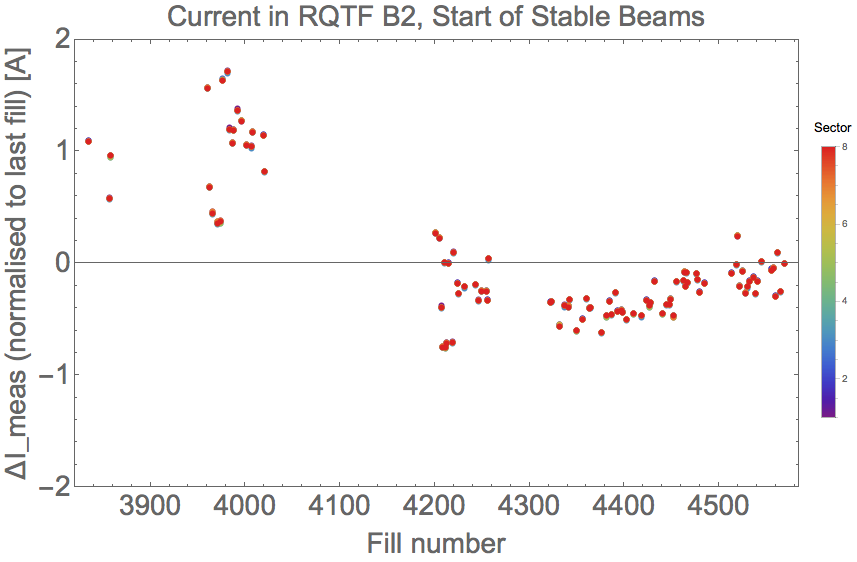 Current in RQTF B2, Start of Stable Beams
ΔI_meas (normalised to last fill) [A]
2
1
0
−1
−2
3900 4000 4100 4200 4300 4400 4500
Fill number
Sector
8
6
4
2